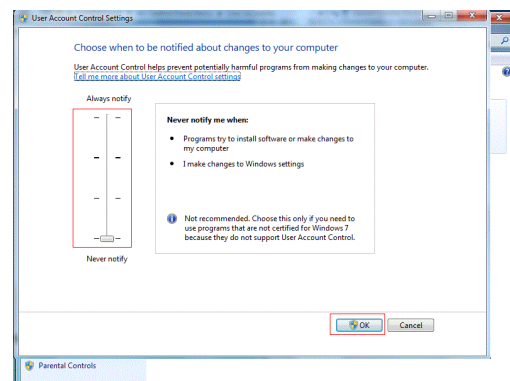 User Account Control Settings
Choose when to be notified about changes to your computer
User Account Control helps prevent potentially harmful programs from making changes to your computer.
Tell me more about User Account Control settings
Always notify
Never notify me when:
Programs try to install software or make changes to
my computer
I make changes to Windows settings
Not recommended. Choose this only if you need to
use programs that are not certified for Windows 7
because they do not support User Account Control.
Never notify
OK
Cancel
Parental Controls